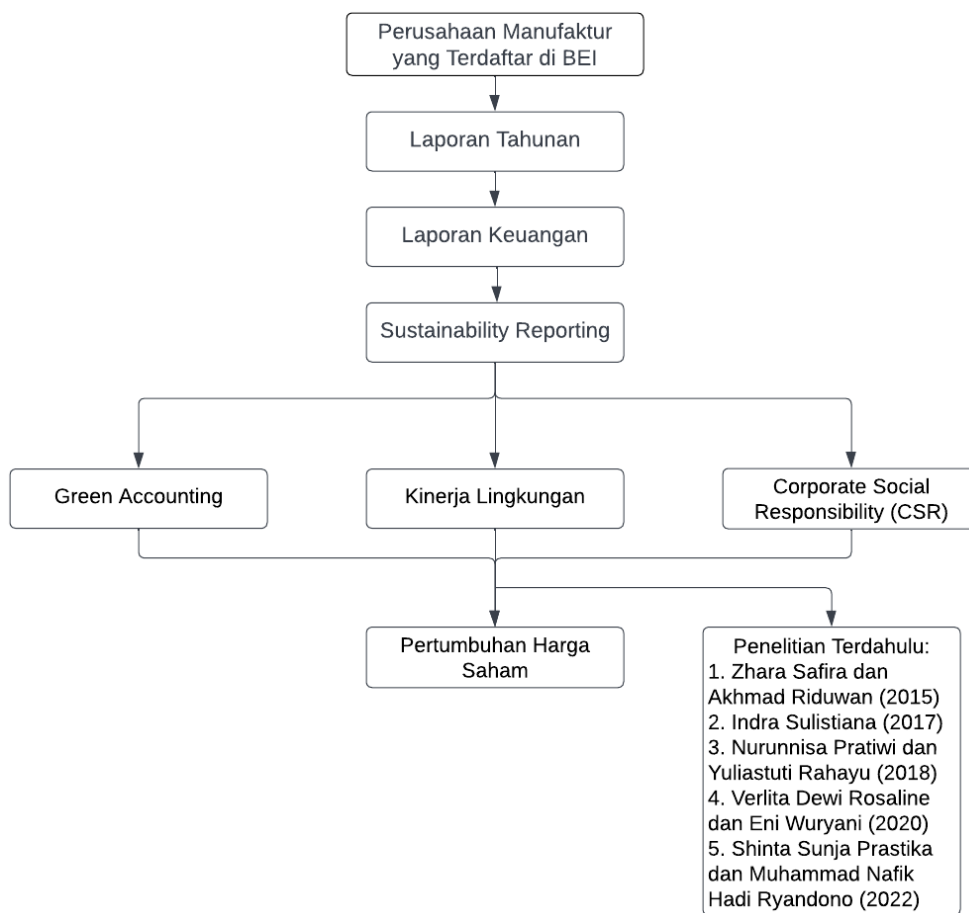 Perusahaan Manufaktur
yang Terdaftar di BEI
Laporan Tahunan
Laporan Keuangan
Sustainability Reporting
Green Accounting
Kinerja Lingkungan
Corporate Social
Responsibility (CSR)
Pertumbuhan Harga
Saham
Penelitian Terdahulu:
1. Zhara Safira dan
Akhmad Riduwan (2015)
2. Indra Sulistiana (2017)
3. Nurunnisa Pratiwi dan
Yuliastuti Rahayu (2018)
4. Verlita Dewi Rosaline
dan Eni Wuryani (2020)
5. Shinta Sunja Prastika
dan Muhammad Nafik
Hadi Ryandono (2022)